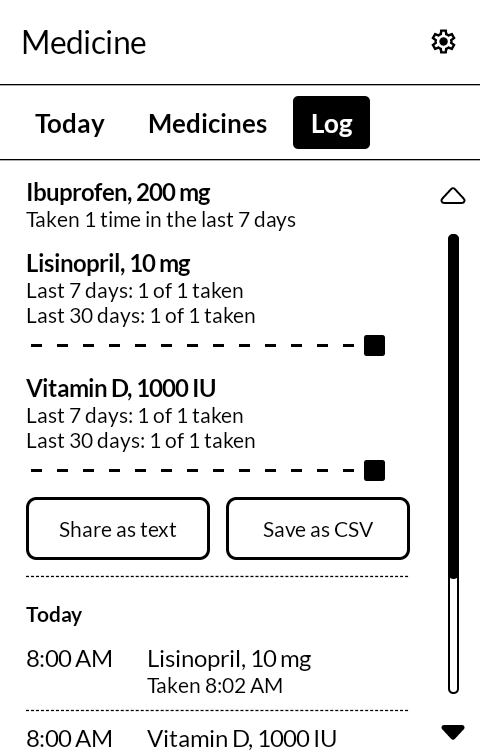 Medicine
Today Medicines Log
Ibuprofen, 200 mg
Taken 1 time in the last 7 days
Lisinopril, 10 mg
Last 7 days: 1 of 1 taken
Last 30 days: 1 of 1 taken
Vitamin D, 1000 IU
Last 7 days: 1 of 1 taken
Last 30 days: 1 of 1 taken
Share as text Save as CSV
Today
8:00 AM Lisinopril, 10 mg
Taken 8:02 AM
8:00 AM Vitamin D, 1000 IU